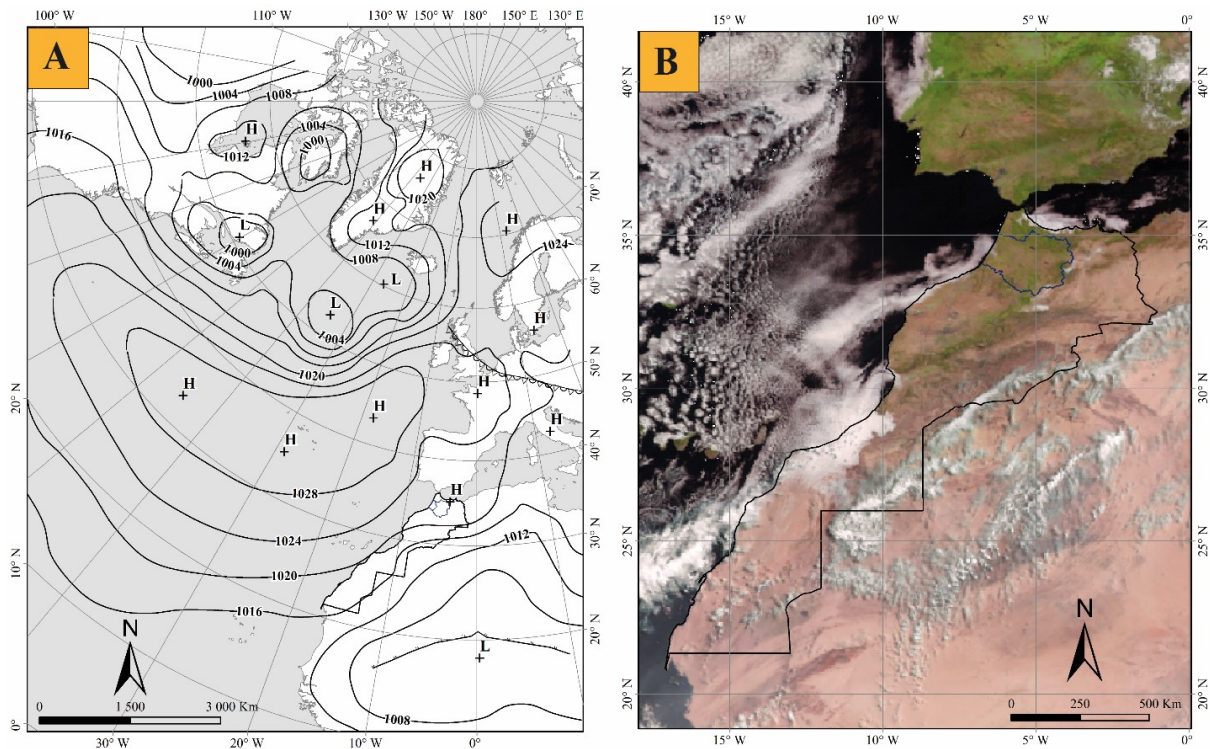 100° W 110° W 130° W 150° W 180° 150° E 130° E
A
1000
1004
1008
1016
H
1012
1004
1000
H
1020
70° N
H
H
L
1000
1004
1012
1008
1024
60° N
L
L
H
1004
50° N
20° N
1020
H
H
H
H
40° N
H
1028
H
30° N
1012
10° N
1024
1020
1016
20° N
N
L
0 1,500 3 000 Km
1008
0°
30° W 20° W 10° W 0°
15° W 10° W 5° W 0°
B
40° N 40° N
35° N 35° N
30° N 30° N
25° N 25° N
N
20° N 20° N
0 250 500 Km
15° W 10° W 5° W 0°